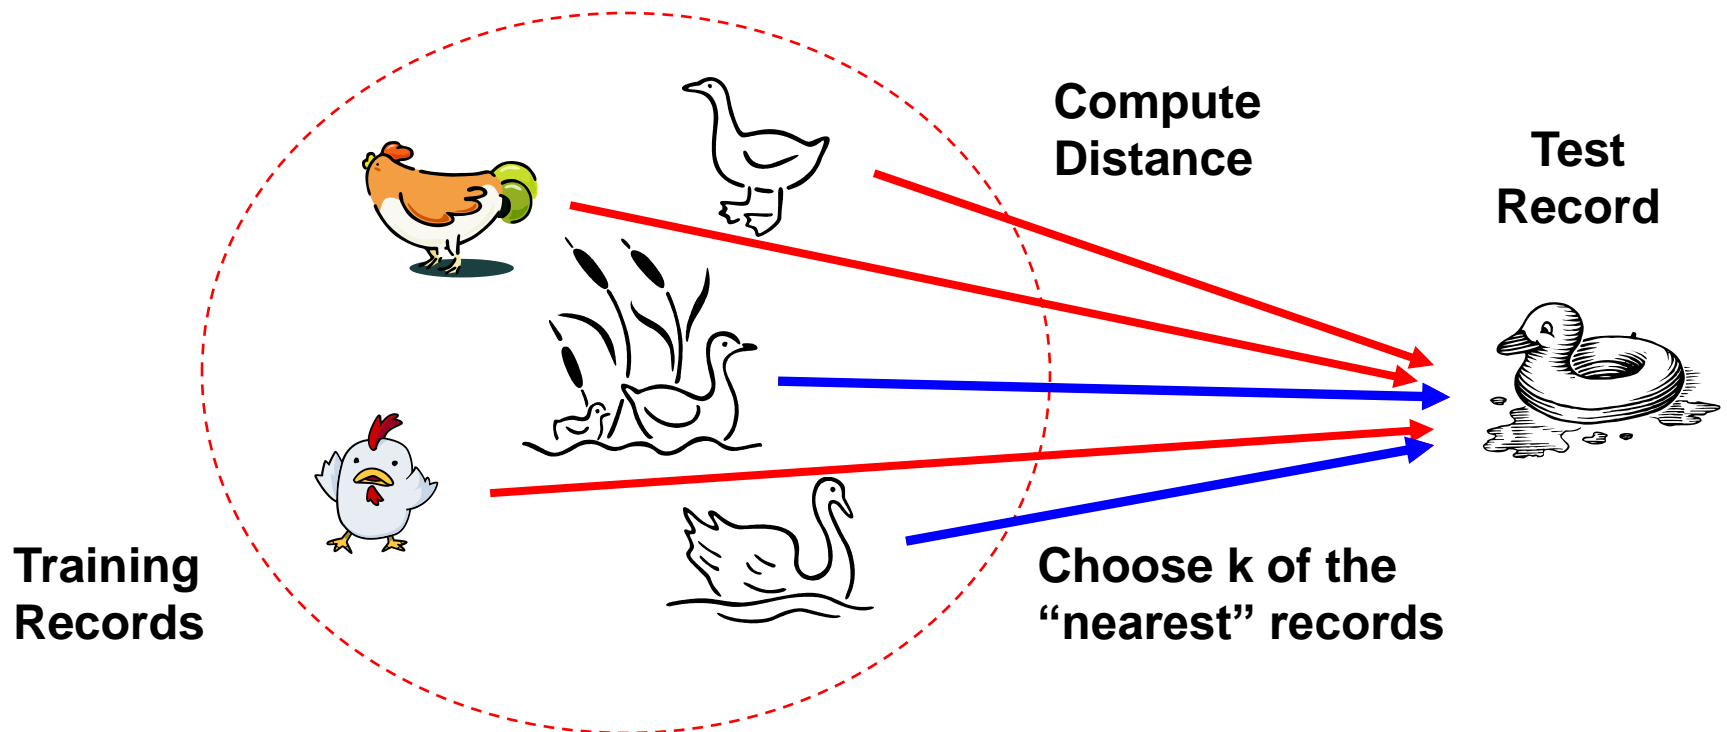 Compute
Distance
Test
Record
Training
Records
Choose k of the
“nearest” records